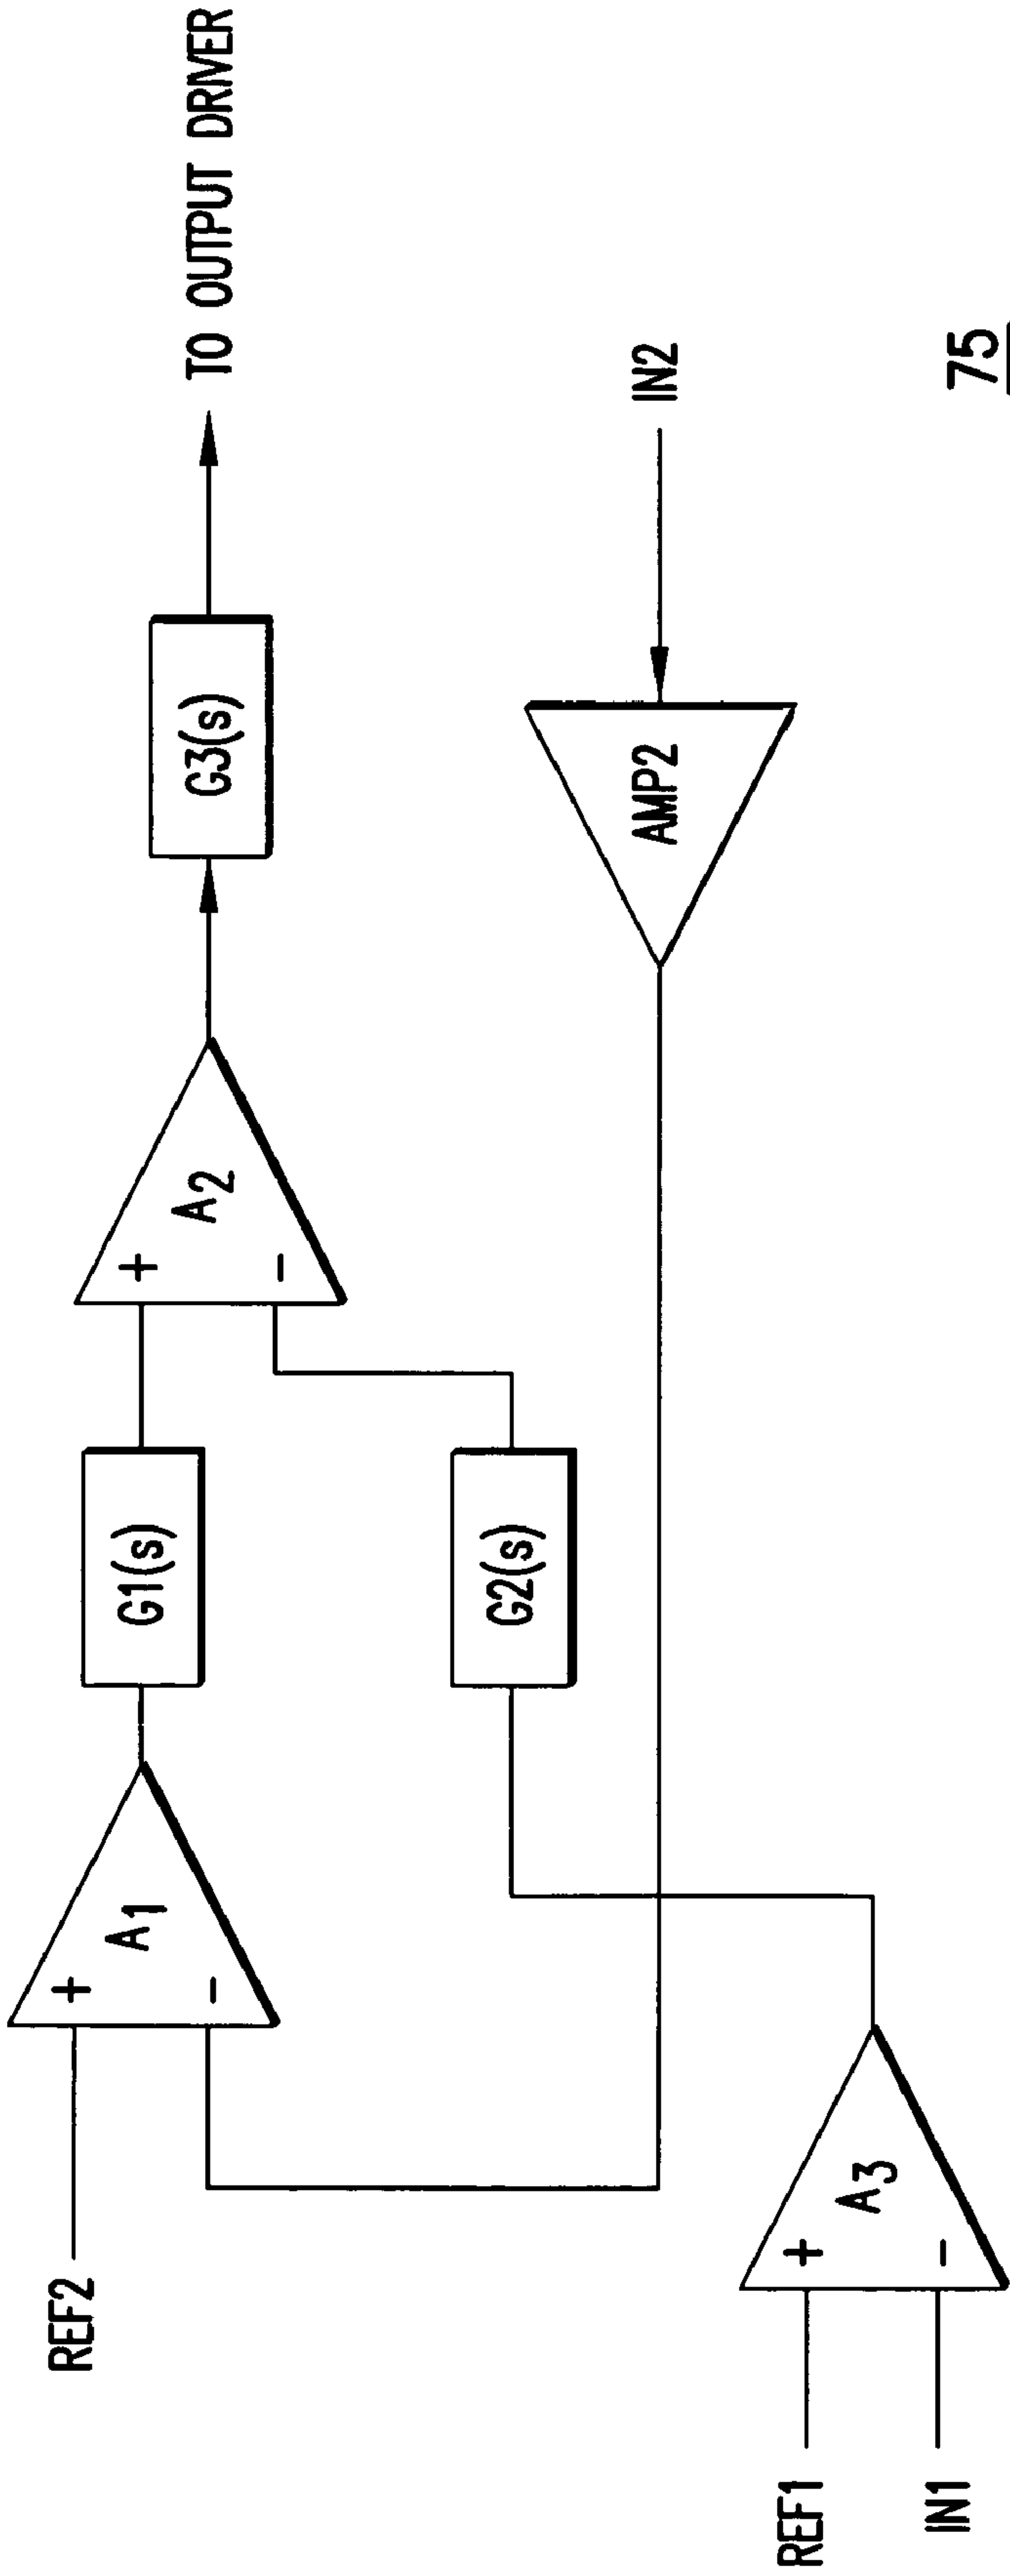 REF2
+
-
A1
G1(s)
+
-
A2
G3(s)
TO OUTPUT DRIVER
G2(s)
AMP2
IN2
REF1
IN1
+
-
A3
75